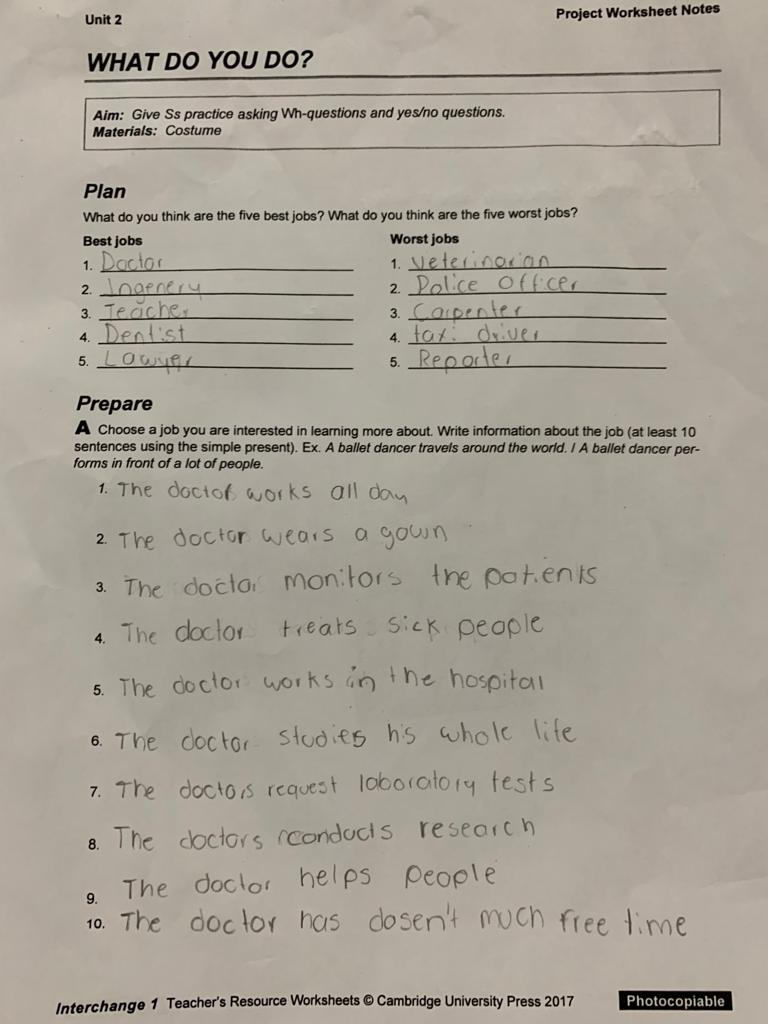 Unit 2
Project Worksheet Notes
WHAT DO YOU DO?
Aim: Give Ss practice asking Wh-questions and yes/no questions.
Materials: Costume
Plan
What do you think are the five best jobs? What do you think are the five worst jobs?
Best jobs
1. Doctor
2. Ingenery
3. Teacher
4. Dentist
5. Lawyer
Worst jobs
1. Veterinarian
2. Police Officer
3. Carpenter
4. taxi driver
5. Reporter
Prepare
A Choose a job you are interested in learning more about. Write information about the job (at least 10
sentences using the simple present). Ex. A ballet dancer travels around the world. / A ballet dancer per-
forms in front of a lot of people.
1. The doctor works all day
2. The doctor wears a gown
3. The doctor monitors the patients
4. The doctor treats sick people
5. The doctor works in the hospital
6. The doctor studies his whole life
7. The doctors request laboratory tests
8. The doctors conducts research
9. The doctor helps people
10. The doctor has dosen't much free time
Interchange 1 Teacher's Resource Worksheets © Cambridge University Press 2017
Photocopiable